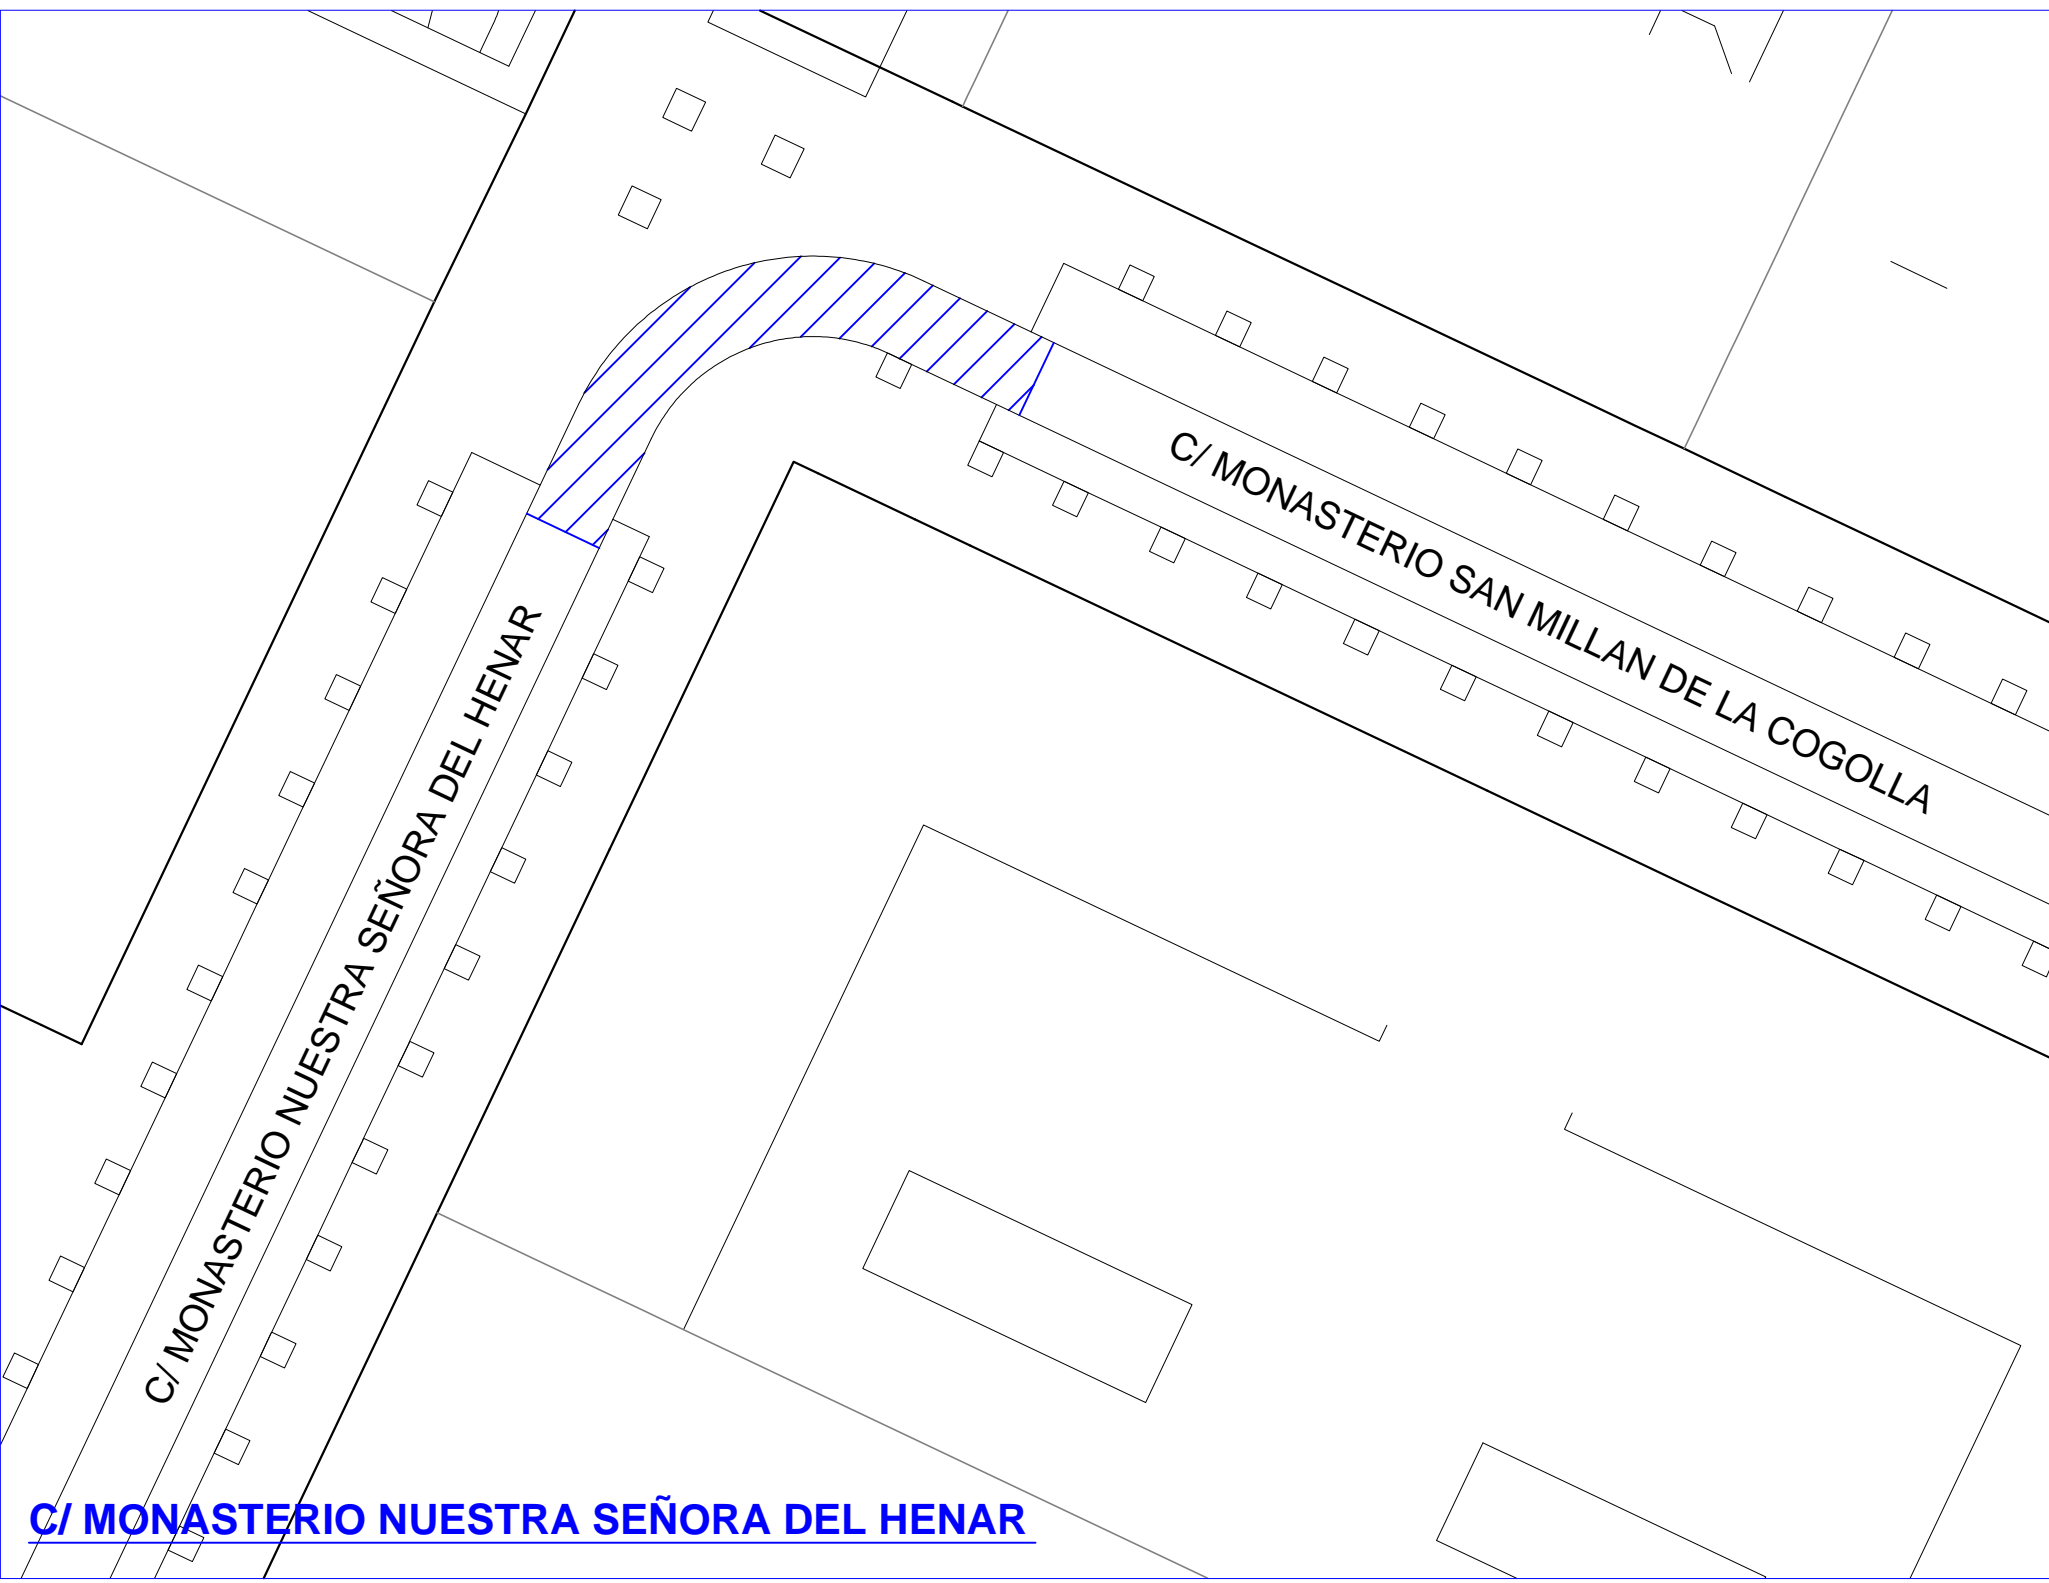 C/ MONASTERIO SAN MILLAN DE LA COGOLLA
C/ MONASTERIO NUESTRA SEÑORA DEL HENAR
C/ MONASTERIO NUESTRA SEÑORA DEL HENAR